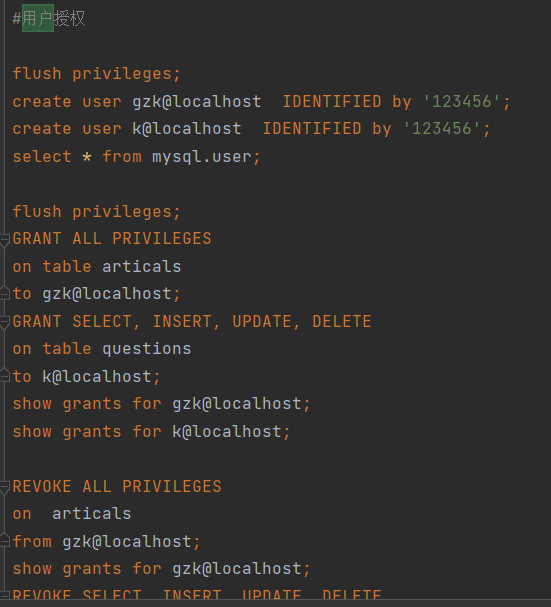 #用户授权
flush privileges;
create user gzk@localhost  IDENTIFIED by '123456';
create user k@localhost  IDENTIFIED by '123456';
select * from mysql.user;
flush privileges;
GRANT ALL PRIVILEGES
on table articals
to gzk@localhost;
GRANT SELECT, INSERT, UPDATE, DELETE
on table questions
to k@localhost;
show grants for gzk@localhost;
show grants for k@localhost;
REVOKE ALL PRIVILEGES
on  articals
from gzk@localhost;
show grants for gzk@localhost;
REVOKE SELECT, INSERT, UPDATE, DELETE